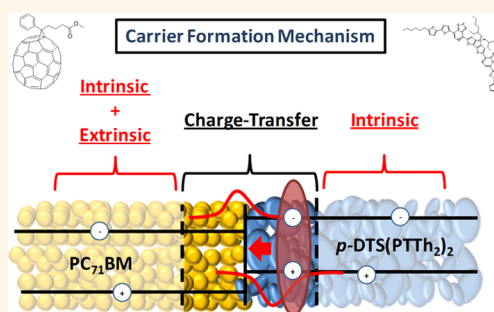 Carrier Formation Mechanism
Intrinsic
+
Extrinsic
Charge-Transfer
Intrinsic
PC₇₁BM
p-DTS(PTTh₂)₂
-
-
-
+
+
+